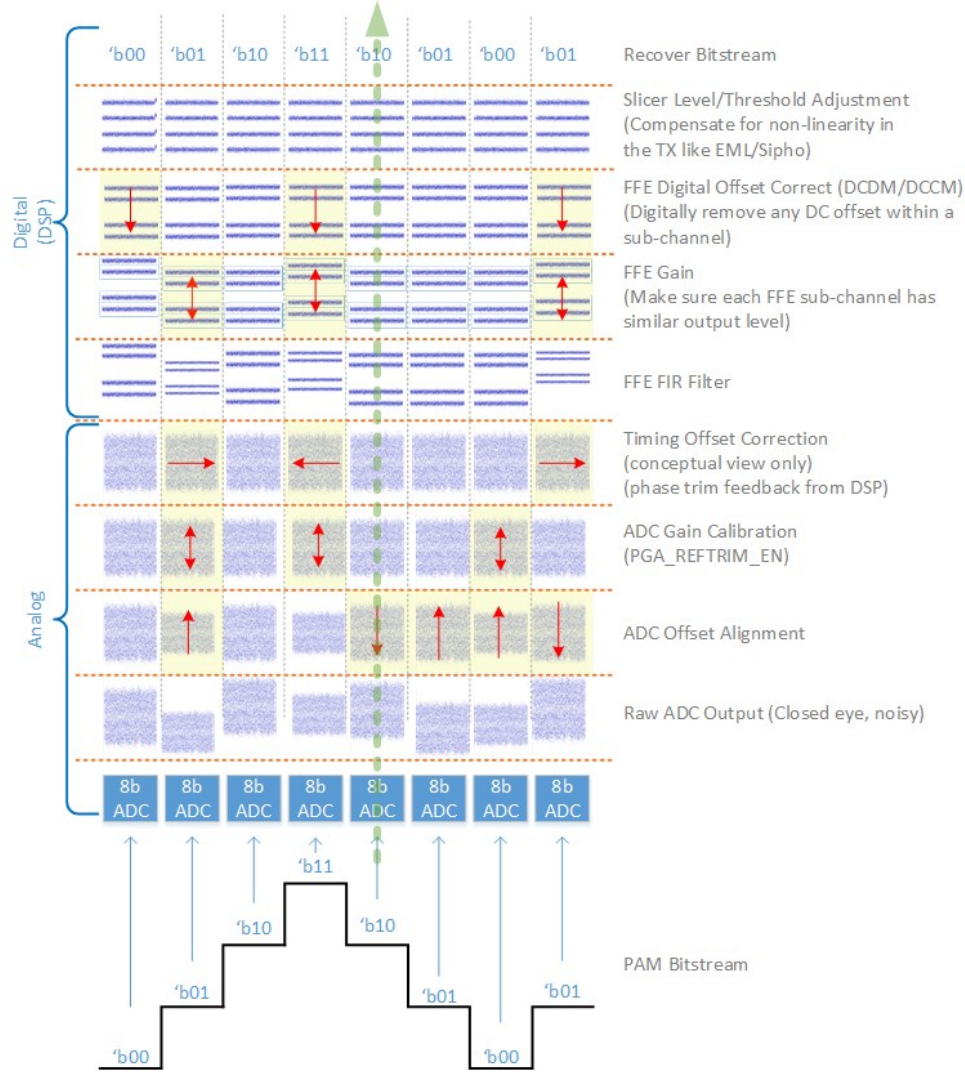 ‘b00 ‘b01 ‘b10 ‘b11 ‘b10 ‘b01 ‘b00 ‘b01
Recover Bitstream
Slicer Level/Threshold Adjustment
(Compensate for non-linearity in
the TX like EML/Sipho)
Digital
(DSP)
FFE Digital Offset Correct (DCDM/DCCM)
(Digitally remove any DC offset within a
sub-channel)
FFE Gain
(Make sure each FFE sub-channel has
similar output level)
FFE FIR Filter
Timing Offset Correction
(conceptual view only)
(phase trim feedback from DSP)
ADC Gain Calibration
(PGA_REFTRIM_EN)
Analog
ADC Offset Alignment
Raw ADC Output (Closed eye, noisy)
8b 8b 8b 8b 8b 8b 8b 8b
ADC ADC ADC ADC ADC ADC ADC ADC
‘b11
‘b10 ‘b10
PAM Bitstream
‘b01 ‘b01 ‘b01
‘b00 ‘b00